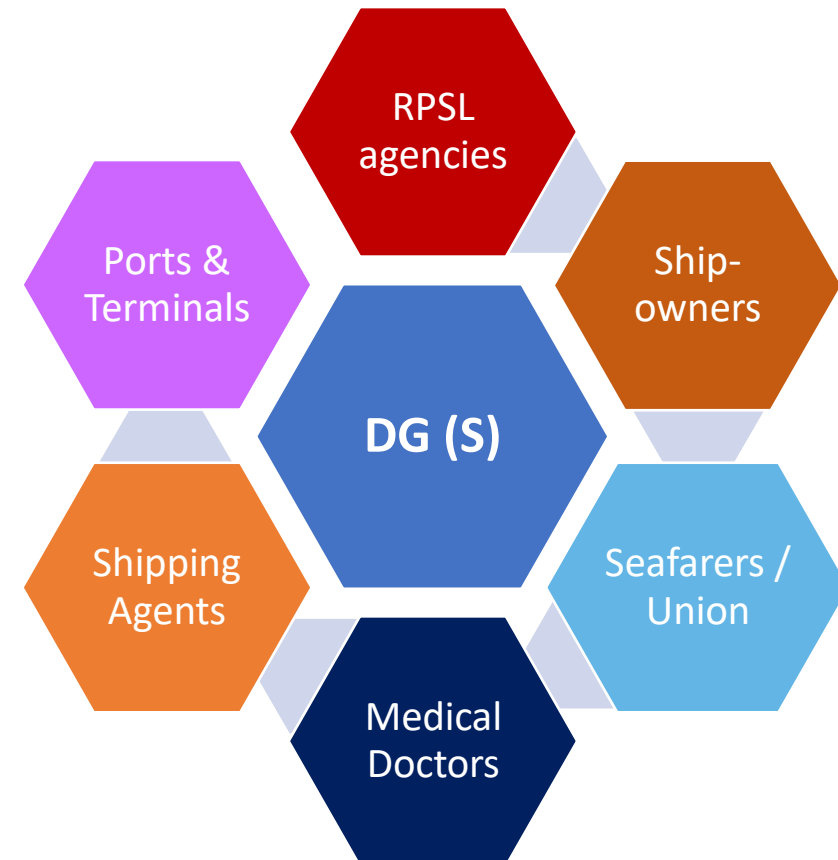 RPSL
agencies
Ports &
Terminals
Ship-
owners
DG (S)
Shipping
Agents
Seafarers /
Union
Medical
Doctors